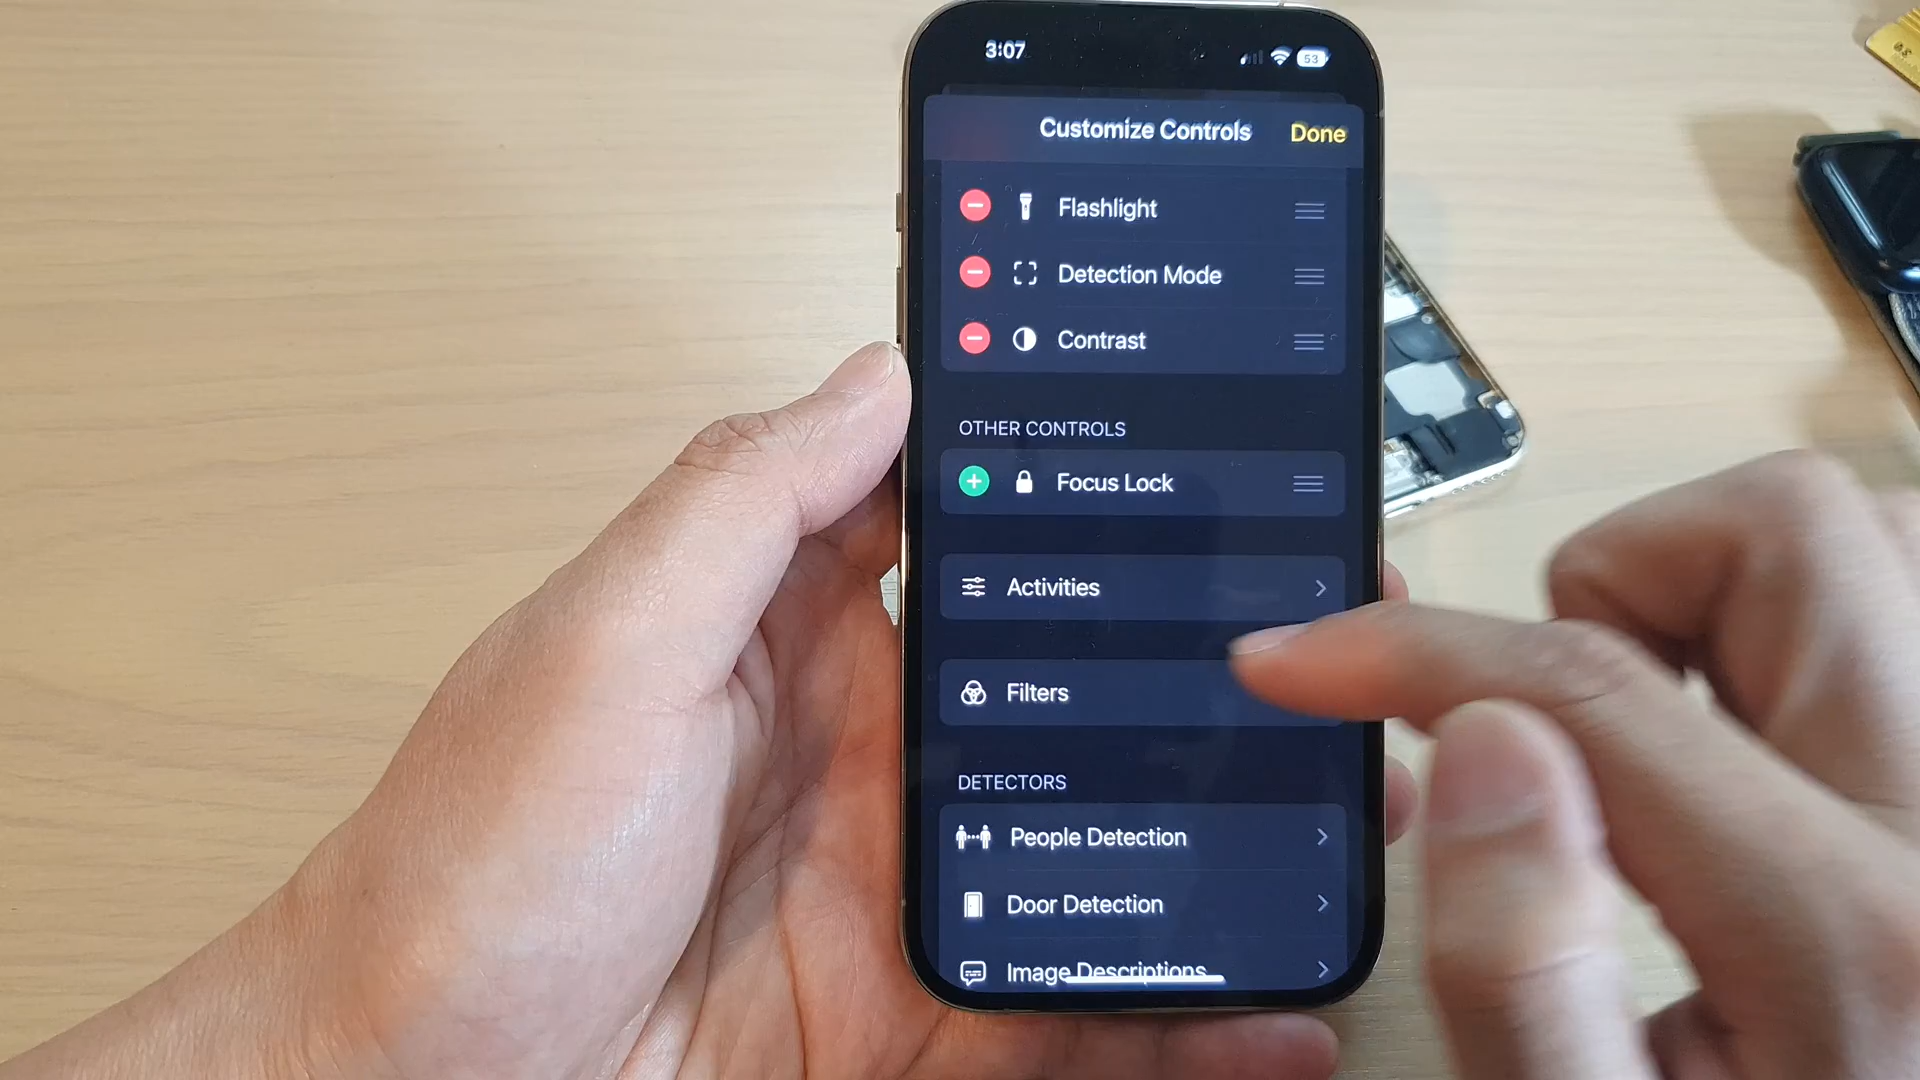 3:07
53
Customize Controls
Done
Flashlight
Detection Mode
Contrast
OTHER CONTROLS
Focus Lock
Activities
Filters
DETECTORS
People Detection
Door Detection
Image Descriptions